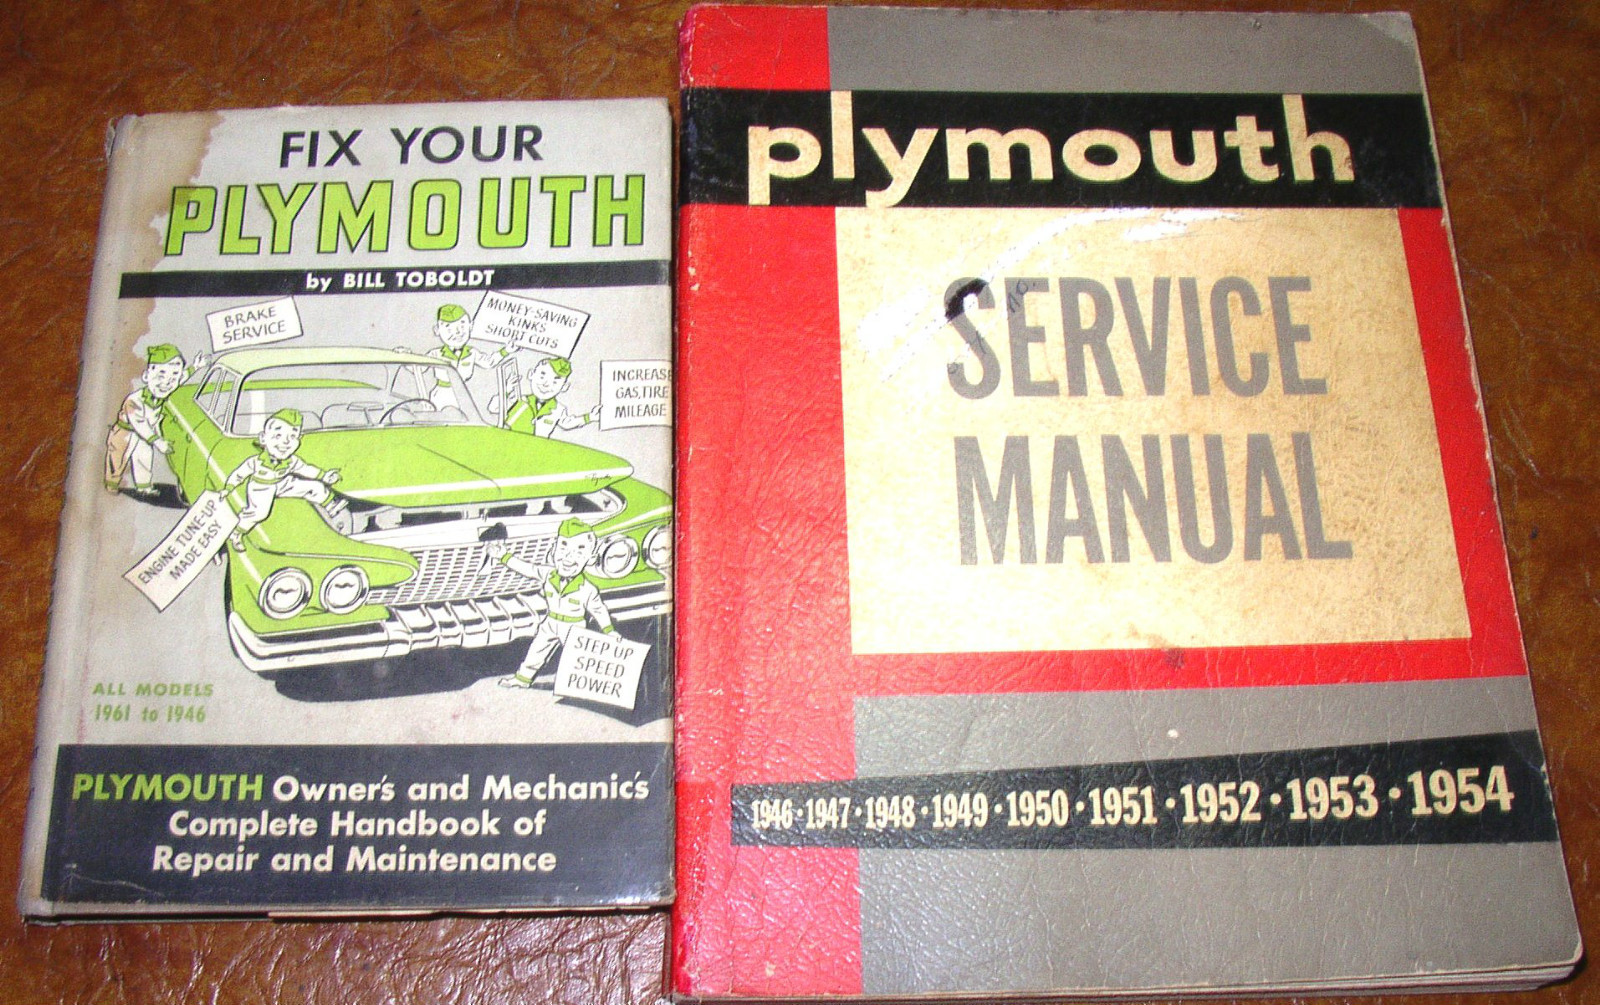 FIX YOUR
PLYMOUTH
by BILL TOBOLDT
BRAKE
SERVICE
MONEY-SAVING
KINKS
SHORT CUTS
INCREASE
GAS, TIRE
MILEAGE
ENGINE TUNE-UP
MADE EASY
STEP UP
SPEED
POWER
ALL MODELS
1961 to 1946
PLYMOUTH Owner's and Mechanic's
Complete Handbook of
Repair and Maintenance
plymouth
SERVICE
MANUAL
1946 • 1947 • 1948 • 1949 • 1950 • 1951 • 1952 • 1953 • 1954